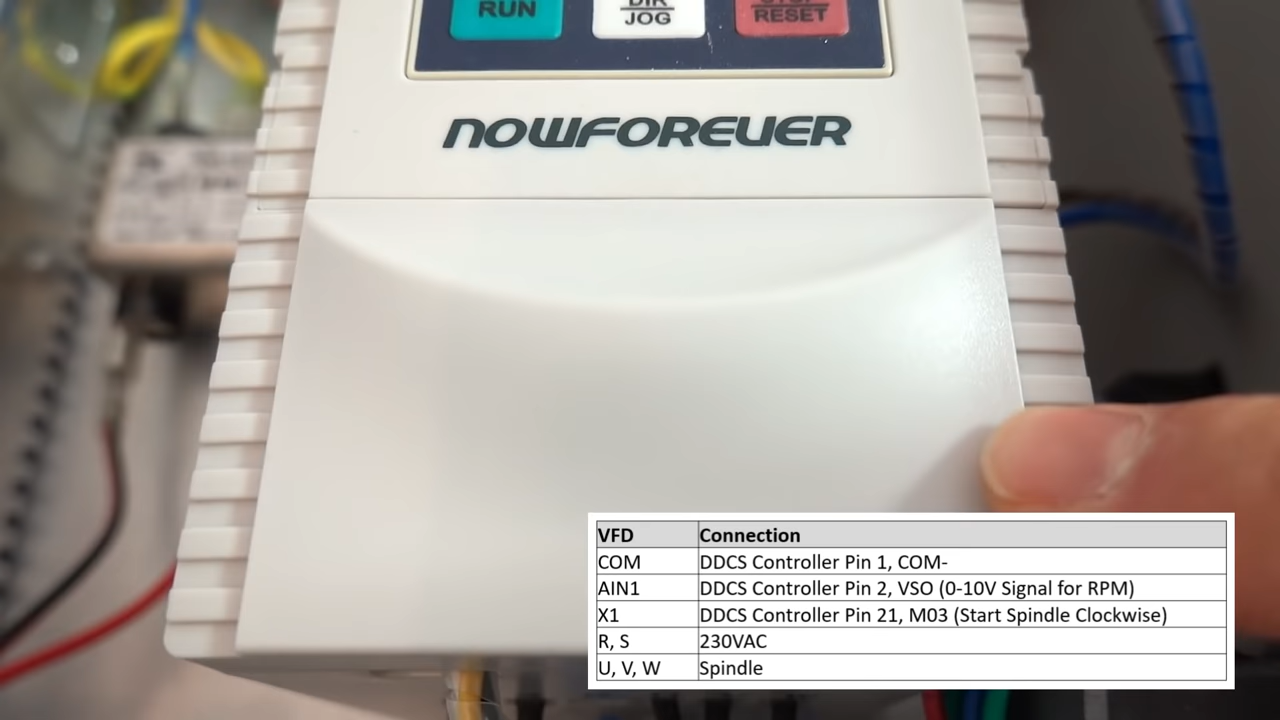 RUN
DIR
JOG
STOP
RESET
NOWFOREVER
VFD Connection
COM DDCS Controller Pin 1, COM-
AIN1 DDCS Controller Pin 2, VSO (0-10V Signal for RPM)
X1 DDCS Controller Pin 21, M03 (Start Spindle Clockwise)
R, S 230VAC
U, V, W Spindle